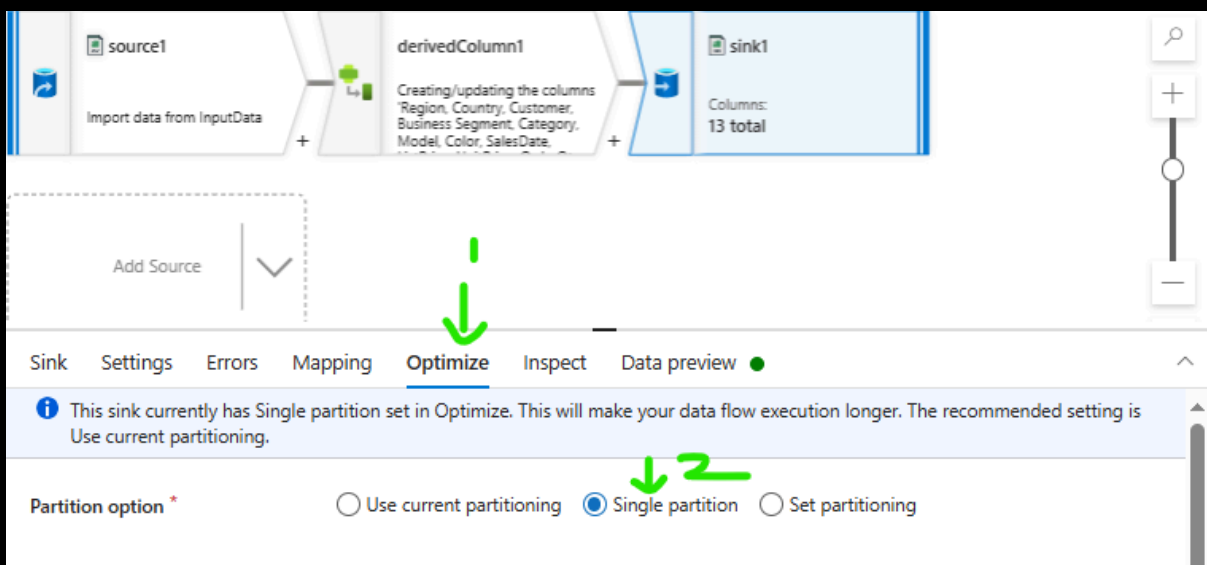 source1
Import data from InputData
+
derivedColumn1
Creating/updating the columns
'Region, Country, Customer,
Business Segment, Category,
Model, Color, SalesDate,
+
sink1
Columns:
13 total
Add Source
1
Sink Settings Errors Mapping Optimize Inspect Data preview
This sink currently has Single partition set in Optimize. This will make your data flow execution longer. The recommended setting is
Use current partitioning.
2
Partition option * Use current partitioning Single partition Set partitioning